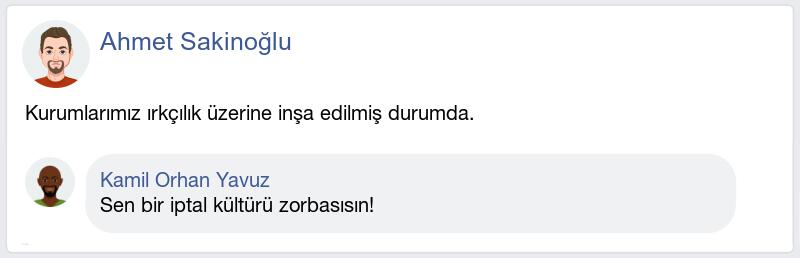 Ahmet Sakinoğlu
Kurumlarımız ırkçılık üzerine inşa edilmiş durumda.
Kamil Orhan Yavuz
Sen bir iptal kültürü zorbasısın!